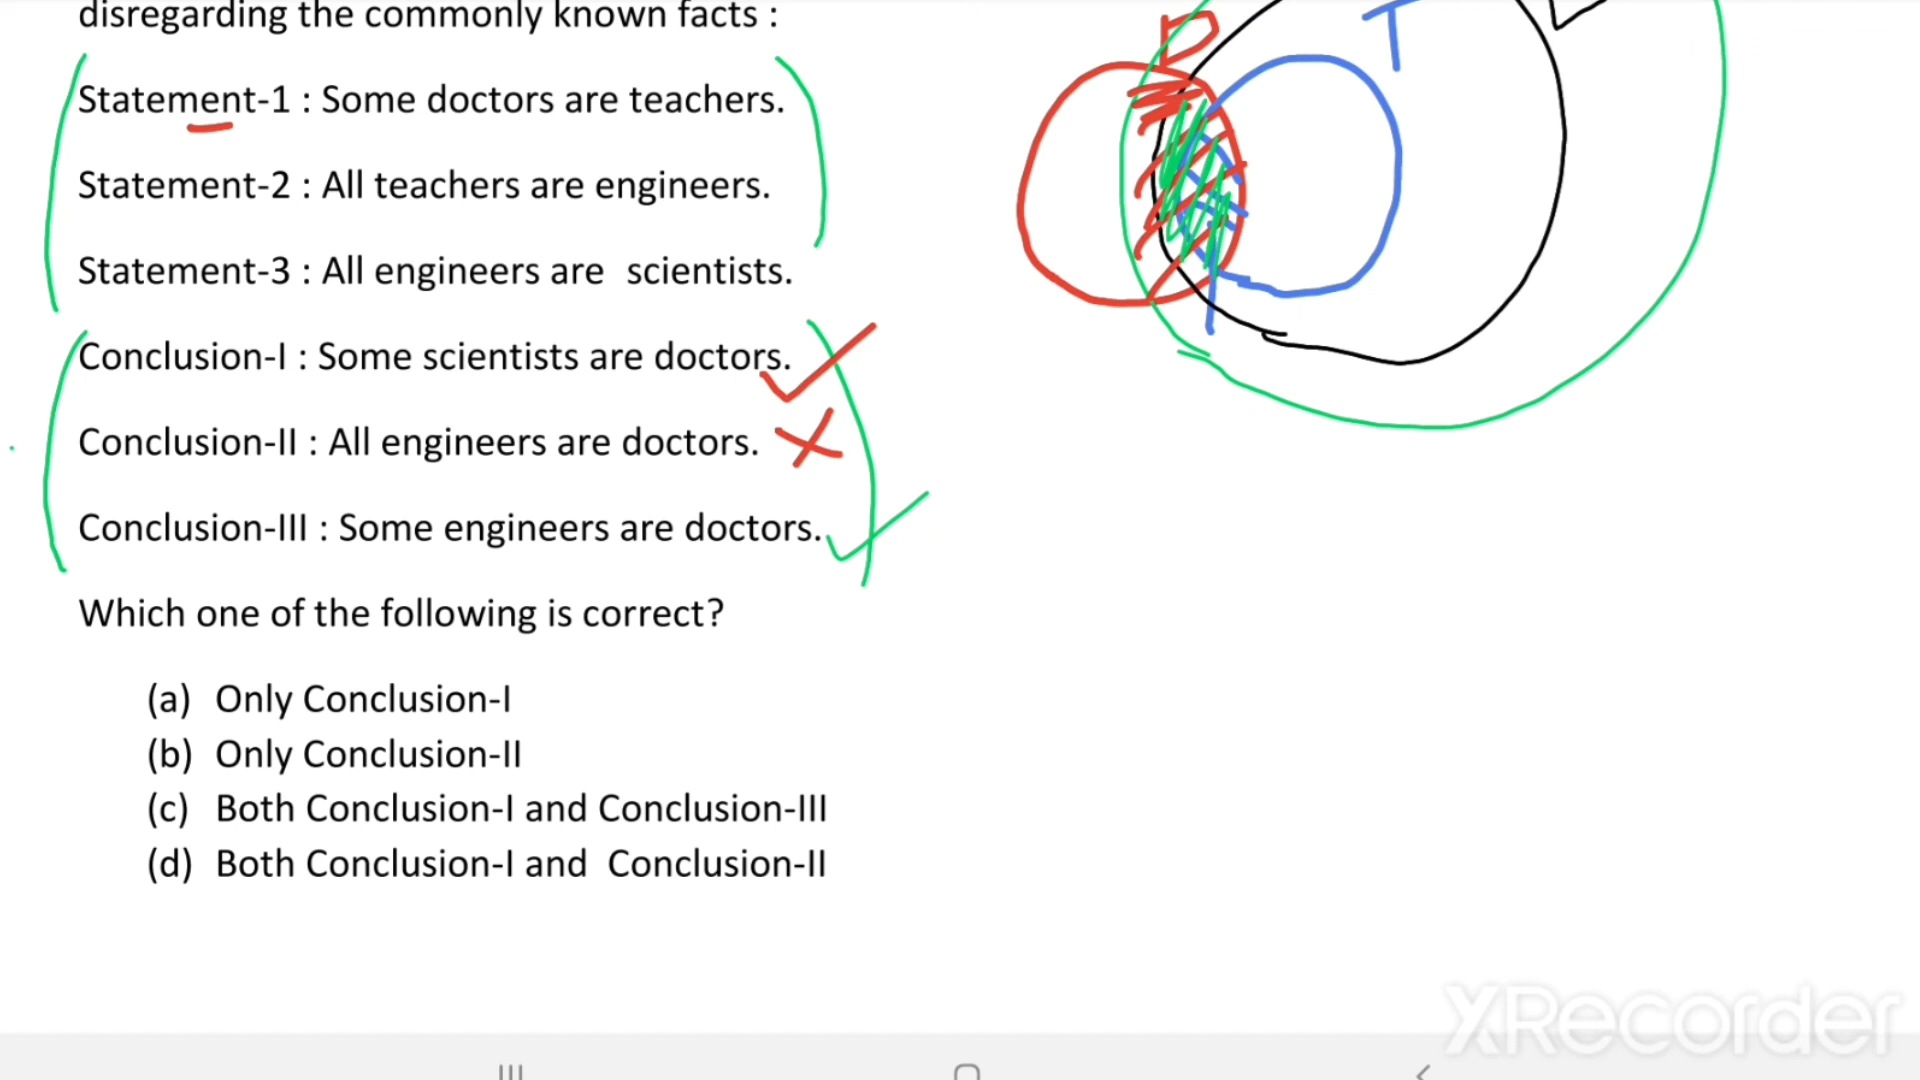 disregarding the commonly known facts :
D
T
Statement-1 : Some doctors are teachers.
Statement-2 : All teachers are engineers.
Statement-3 : All engineers are scientists.
Conclusion-I : Some scientists are doctors.
Conclusion-II : All engineers are doctors.
Conclusion-III : Some engineers are doctors.
Which one of the following is correct?
(a) Only Conclusion-I
(b) Only Conclusion-II
(c) Both Conclusion-I and Conclusion-III
(d) Both Conclusion-I and Conclusion-II
XRecorder